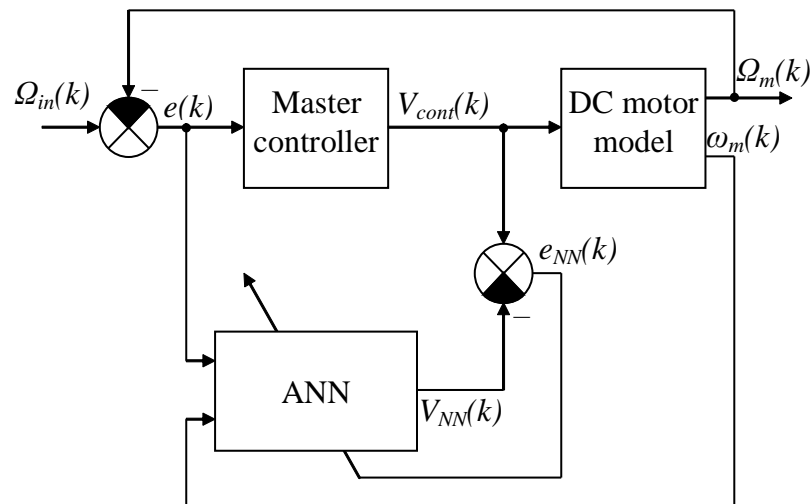 Ω_in(k)
−
e(k)
Master
controller
V_cont(k)
DC motor
model
Ω_m(k)
ω_m(k)
e_NN(k)
−
ANN
V_NN(k)